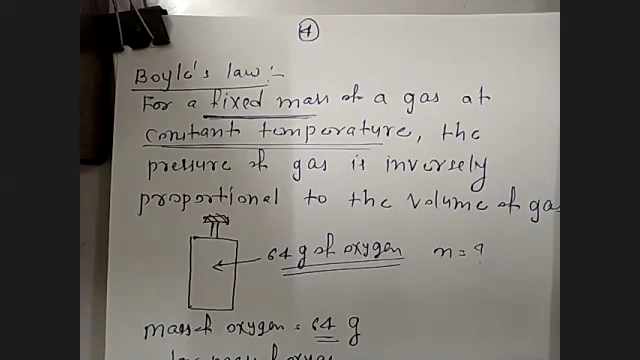 4
Boyle's law:-
For a fixed mass of a gas at
constant temperature, the
pressure of gas is inversely
proportional to the volume of gas
64 g of oxygen n = ?
mass of oxygen = 64 g